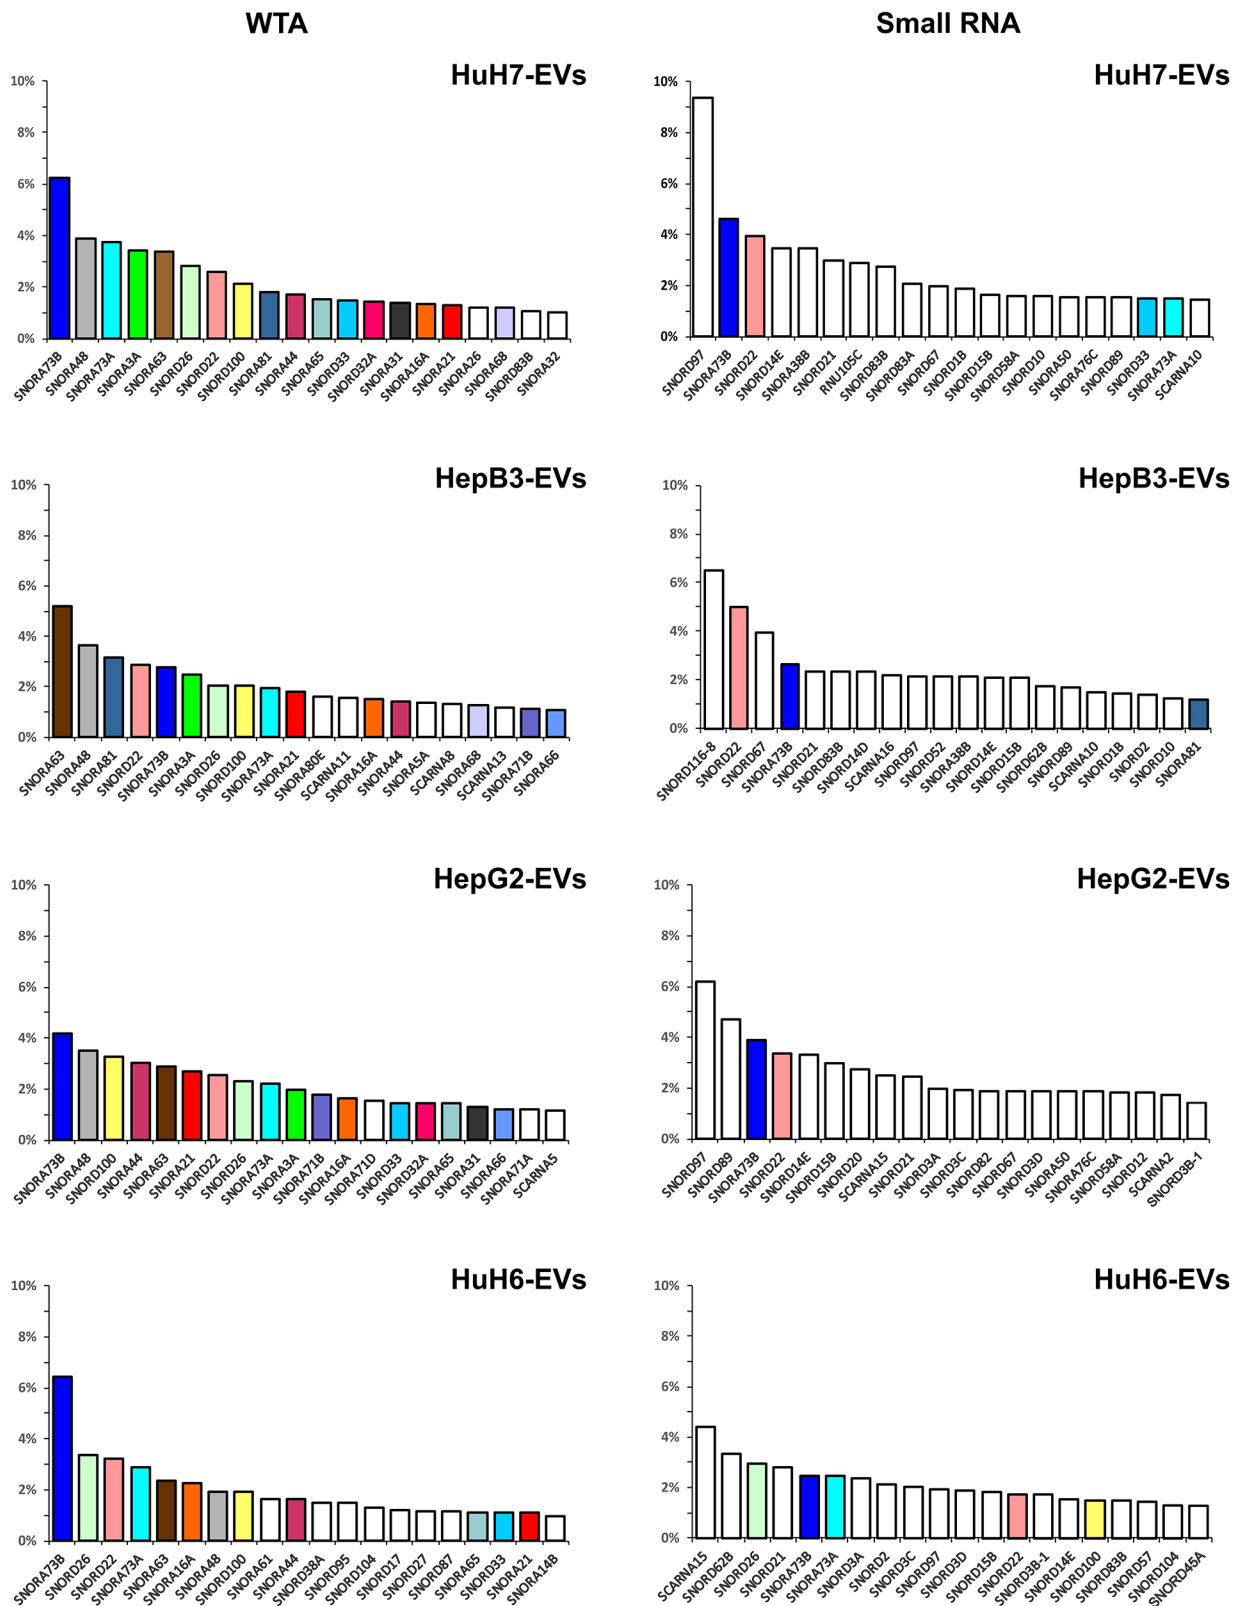 WTA
Small RNA
HuH7-EVs
10%
8%
6%
4%
2%
0%
SNORA73B
SNORA48
SNORA73A
SNORA3A
SNORA63
SNORD26
SNORD22
SNORD100
SNORA81
SNORA44
SNORA65
SNORD33
SNORD32A
SNORA31
SNORA16A
SNORA21
SNORA26
SNORA68
SNORD83B
SNORA32
HuH7-EVs
10%
8%
6%
4%
2%
0%
SNORD97
SNORA73B
SNORD22
SNORD14E
SNORA38B
SNORD21
RNU105C
SNORD83B
SNORD83A
SNORD67
SNORD1B
SNORD15B
SNORD58A
SNORD10
SNORA50
SNORA76C
SNORD89
SNORD33
SNORA73A
SCARNA10
HepB3-EVs
10%
8%
6%
4%
2%
0%
SNORA63
SNORA48
SNORA81
SNORD22
SNORA73B
SNORA3A
SNORD26
SNORD100
SNORA73A
SNORA21
SNORA80E
SCARNA11
SNORA16A
SNORA44
SNORA5A
SCARNA8
SNORA68
SCARNA13
SNORA71B
SNORA66
HepB3-EVs
10%
8%
6%
4%
2%
0%
SNORD116-8
SNORD22
SNORD67
SNORA73B
SNORD21
SNORD83B
SNORD14D
SCARNA16
SNORD97
SNORD52
SNORA38B
SNORD14E
SNORD15B
SNORD62B
SNORD89
SCARNA10
SNORD1B
SNORD2
SNORD10
SNORA81
HepG2-EVs
10%
8%
6%
4%
2%
0%
SNORA73B
SNORA48
SNORD100
SNORA44
SNORA63
SNORA21
SNORD22
SNORD26
SNORA73A
SNORA3A
SNORA71B
SNORA16A
SNORA71D
SNORD33
SNORD32A
SNORA65
SNORA31
SNORA66
SNORA71A
SCARNA5
HepG2-EVs
10%
8%
6%
4%
2%
0%
SNORD97
SNORD89
SNORA73B
SNORD22
SNORD14E
SNORD15B
SNORD20
SCARNA15
SNORD21
SNORD3A
SNORD3C
SNORD82
SNORD67
SNORD3D
SNORA50
SNORA76C
SNORD58A
SNORD12
SCARNA2
SNORD3B-1
HuH6-EVs
10%
8%
6%
4%
2%
0%
SNORA73B
SNORD26
SNORD22
SNORA73A
SNORA63
SNORA16A
SNORA48
SNORD100
SNORA61
SNORA44
SNORD38A
SNORD95
SNORD104
SNORD17
SNORD27
SNORD87
SNORA65
SNORD33
SNORA21
SNORA14B
HuH6-EVs
10%
8%
6%
4%
2%
0%
SCARNA15
SNORD62B
SNORD26
SNORD21
SNORA73B
SNORA73A
SNORD3A
SNORD2
SNORD3C
SNORD97
SNORD3D
SNORD15B
SNORD22
SNORD3B-1
SNORD14E
SNORD100
SNORD83B
SNORD57
SNORD104
SNORD45A